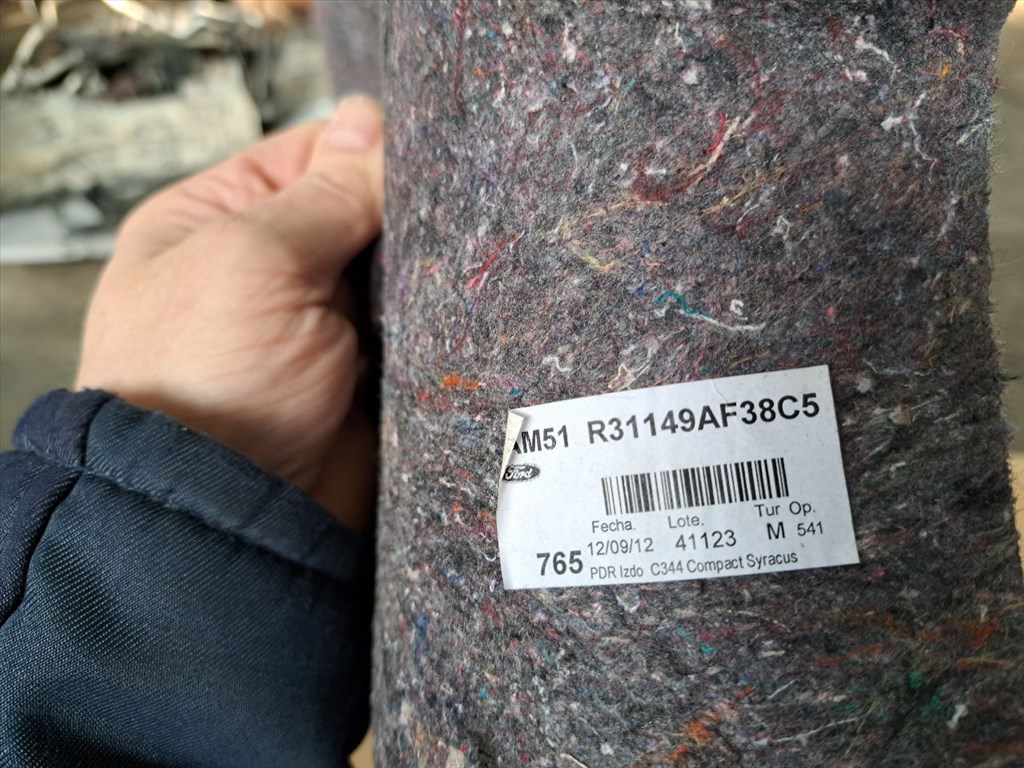 AM51 R31149AF38C5
Ford
Fecha. Lote. Tur Op.
765 12/09/12 41123 M 541
PDR Izdo C344 Compact Syracus